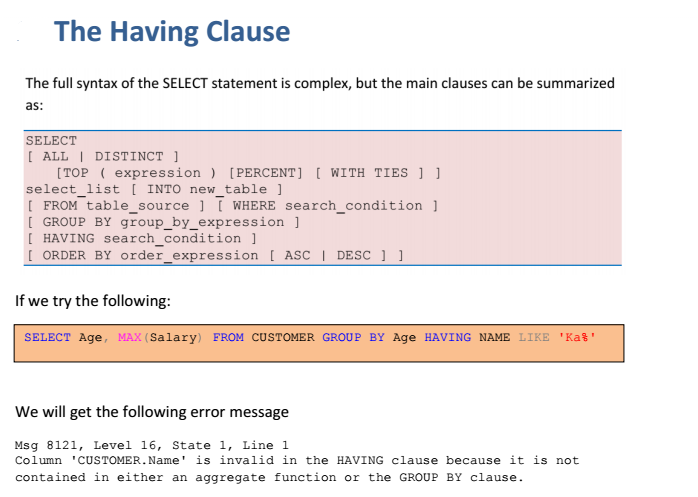 The Having Clause
The full syntax of the SELECT statement is complex, but the main clauses can be summarized
as:
SELECT
[ ALL | DISTINCT ]
[TOP ( expression ) [PERCENT] [ WITH TIES ] ]
select_list [ INTO new_table ]
[ FROM table_source ] [ WHERE search_condition ]
[ GROUP BY group_by_expression ]
[ HAVING search_condition ]
[ ORDER BY order_expression [ ASC | DESC ] ]
If we try the following:
SELECT Age, MAX(Salary) FROM CUSTOMER GROUP BY Age HAVING NAME LIKE 'Ka%'
We will get the following error message
Msg 8121, Level 16, State 1, Line 1
Column 'CUSTOMER.Name' is invalid in the HAVING clause because it is not
contained in either an aggregate function or the GROUP BY clause.